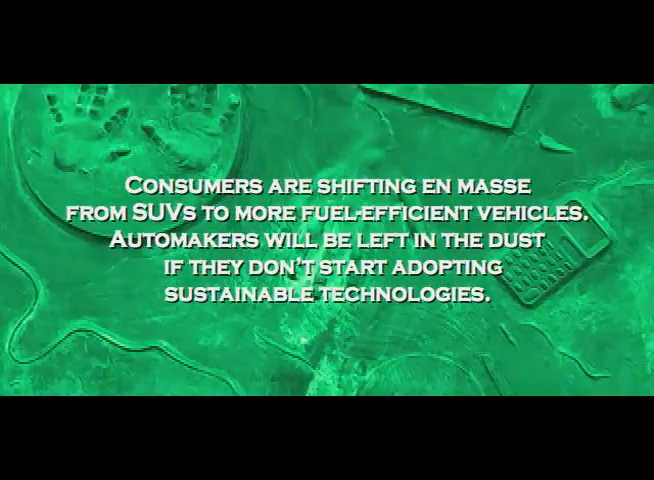 Consumers are shifting en masse
from SUVs to more fuel-efficient vehicles.
Automakers will be left in the dust
if they don't start adopting
sustainable technologies.